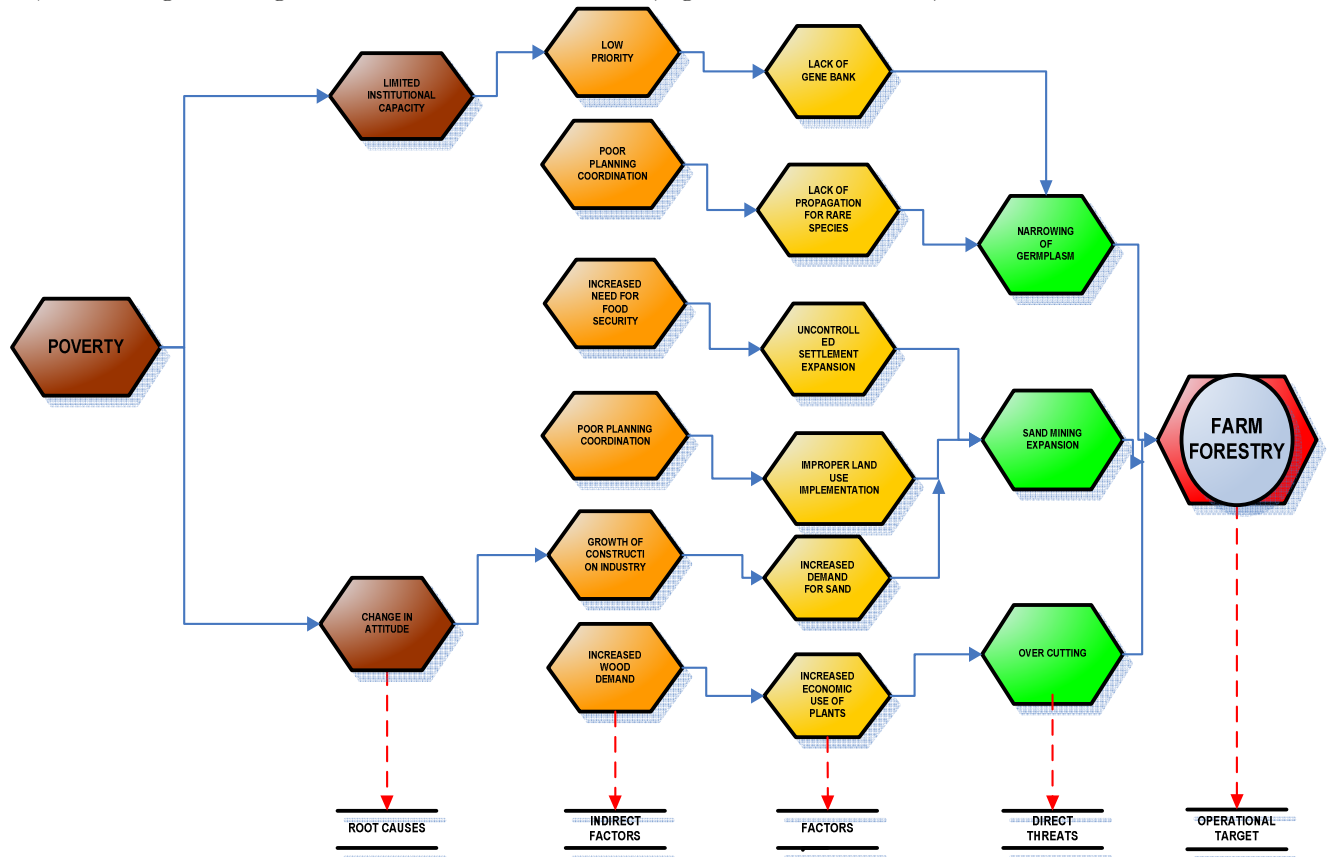 LOW
PRIORITY
LACK OF
GENE BANK
LIMITED
INSTITUTIONAL
CAPACITY
POOR
PLANNING
COORDINATION
LACK OF
PROPAGATION
FOR RARE
SPECIES
NARROWING
OF
GERMPLASM
INCREASED
NEED FOR
FOOD
SECURITY
UNCONTROLL
ED
SETTLEMENT
EXPANSION
POVERTY
POOR PLANNING
COORDINATION
IMPROPER LAND
USE
IMPLEMENTATION
SAND MINING
EXPANSION
FARM
FORESTRY
GROWTH OF
CONSTRUCTI
ON INDUSTRY
INCREASED
DEMAND
FOR SAND
CHANGE IN
ATTITUDE
INCREASED
WOOD
DEMAND
INCREASED
ECONOMIC
USE OF
PLANTS
OVER CUTTING
ROOT CAUSES
INDIRECT
FACTORS
FACTORS
DIRECT
THREATS
OPERATIONAL
TARGET